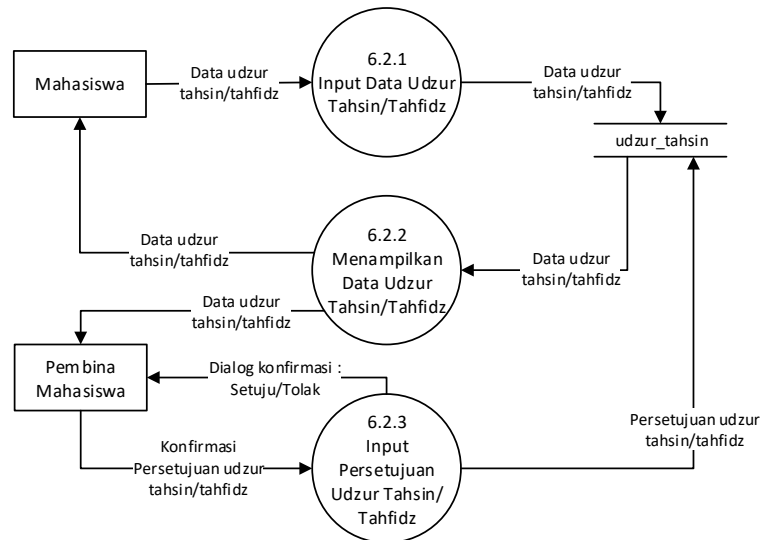 Mahasiswa
Data udzur
tahsin/tahfidz
6.2.1
Input Data Udzur
Tahsin/Tahfidz
Data udzur
tahsin/tahfidz
udzur_tahsin
Data udzur
tahsin/tahfidz
6.2.2
Menampilkan
Data Udzur
Tahsin/Tahfidz
Data udzur
tahsin/tahfidz
Data udzur
tahsin/tahfidz
Pembina
Mahasiswa
Dialog konfirmasi :
Setuju/Tolak
Konfirmasi
Persetujuan udzur
tahsin/tahfidz
6.2.3
Input
Persetujuan
Udzur Tahsin/
Tahfidz
Persetujuan udzur
tahsin/tahfidz